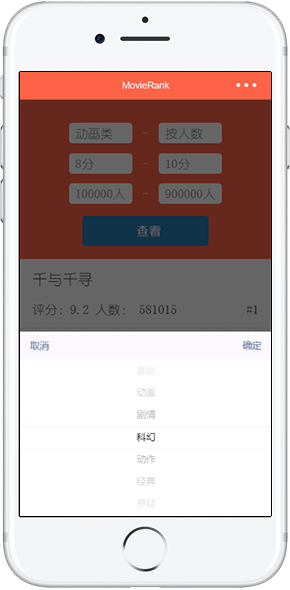 MovieRank
动画类 - 按人数
8分 - 10分
100000人 - 900000人
查看
千与千寻
评分: 9.2 人数: 581015 #1
取消 确定
喜剧
动画
剧情
科幻
动作
经典
悬疑